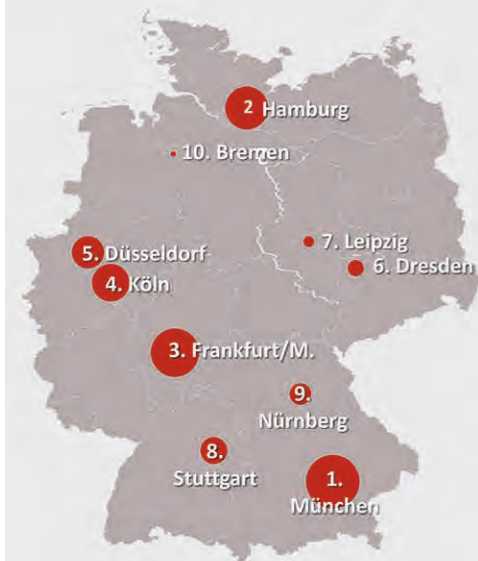 2 Hamburg
10. Bremen
7. Leipzig
6. Dresden
5. Düsseldorf
4. Köln
3. Frankfurt/M.
9.
Nürnberg
8.
Stuttgart
1.
München